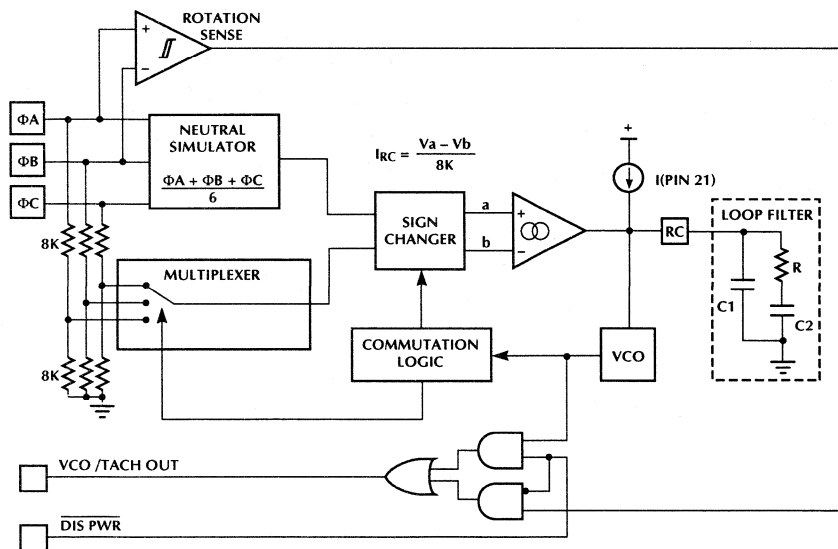 ROTATION
SENSE
+
−
ΦA
ΦB
ΦC
NEUTRAL
SIMULATOR
ΦA + ΦB + ΦC
6
I_RC = Va − Vb
8K
+
I(PIN 21)
8K
SIGN
CHANGER
a
b
+
−
RC
LOOP FILTER
R
C1
C2
MULTIPLEXER
8K
COMMUTATION
LOGIC
VCO
VCO /TACH OUT
DIS PWR